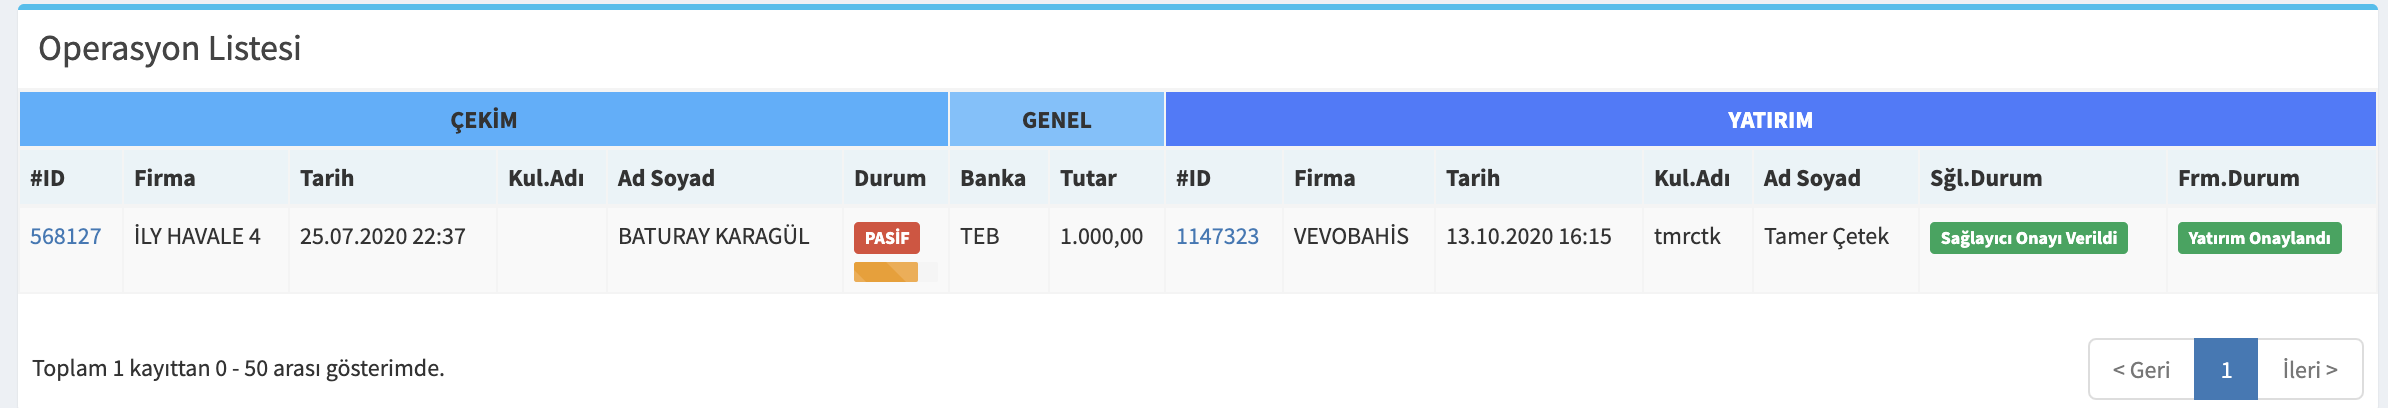 Operasyon Listesi
ÇEKİM GENEL YATIRIM
#ID Firma Tarih Kul.Adı Ad Soyad Durum Banka Tutar #ID Firma Tarih Kul.Adı Ad Soyad Sğl.Durum Frm.Durum
568127 İLY HAVALE 4 25.07.2020 22:37 BATURAY KARAGÜL PASİF TEB 1.000,00 1147323 VEVOBAHİS 13.10.2020 16:15 tmrctk Tamer Çetek Sağlayıcı Onayı Verildi Yatırım Onaylandı
Toplam 1 kayıttan 0 - 50 arası gösterimde.
< Geri 1 İleri >